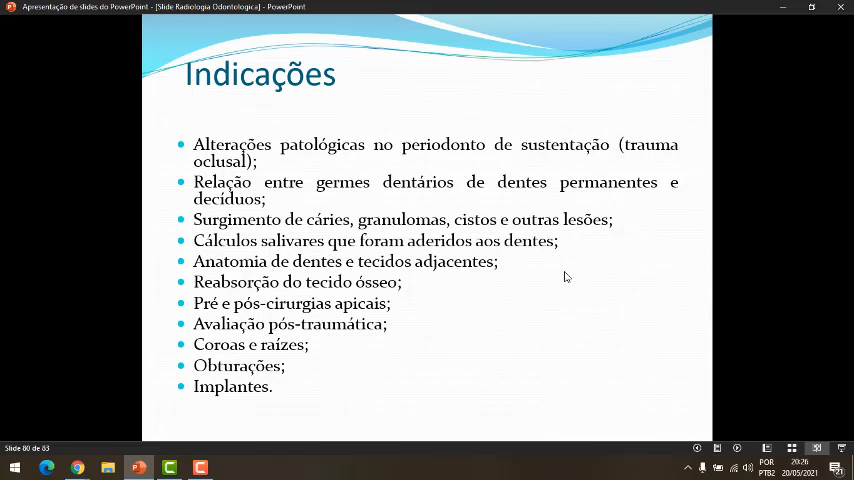 Apresentação de slides do PowerPoint - [Slide Radiologia Odontologica] - PowerPoint
Indicações
Alterações patológicas no periodonto de sustentação (trauma
oclusal);
Relação entre germes dentários de dentes permanentes e
decíduos;
Surgimento de cáries, granulomas, cistos e outras lesões;
Cálculos salivares que foram aderidos aos dentes;
Anatomia de dentes e tecidos adjacentes;
Reabsorção do tecido ósseo;
Pré e pós-cirurgias apicais;
Avaliação pós-traumática;
Coroas e raízes;
Obturações;
Implantes.
Slide 80 de 83
POR
PTB2
20:26
20/05/2021
21